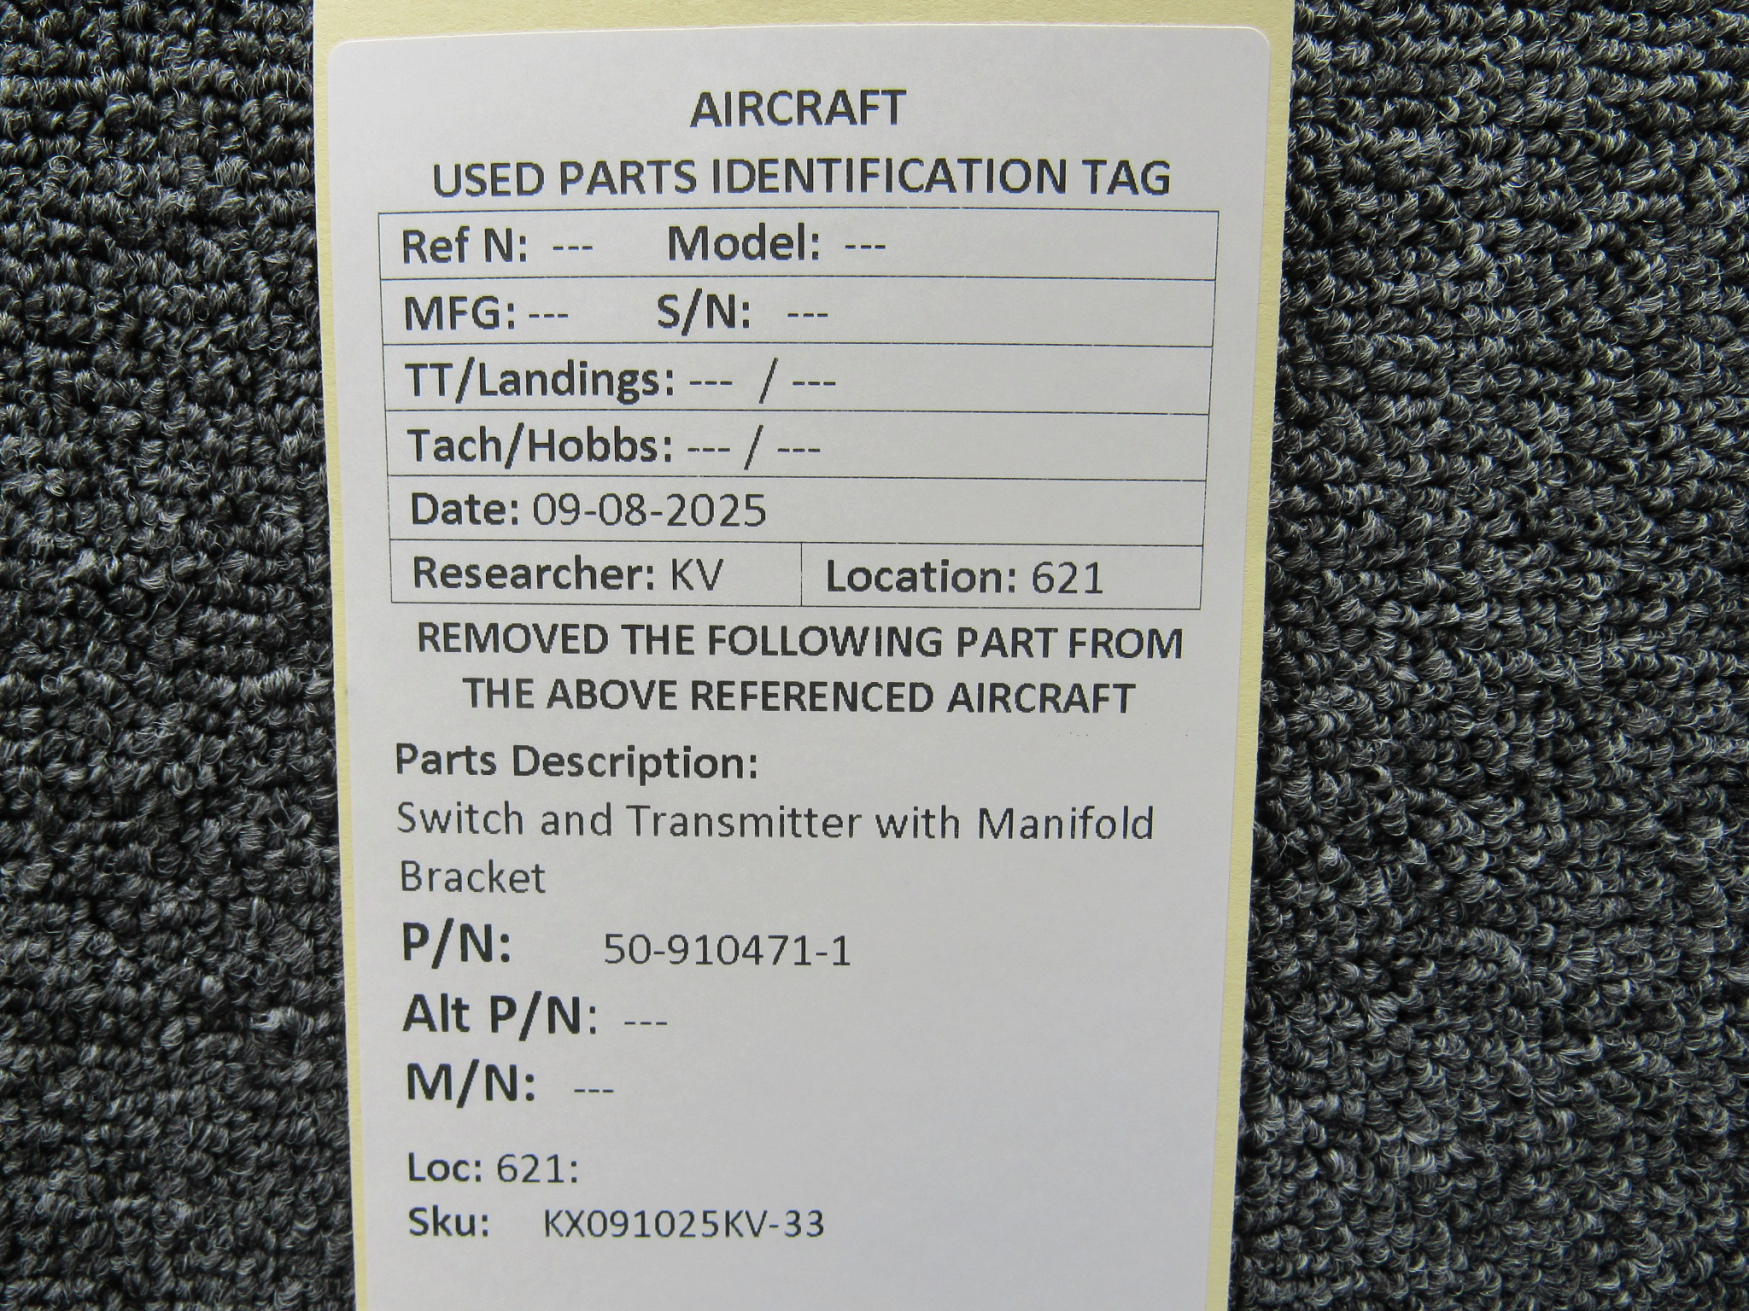 AIRCRAFT
USED PARTS IDENTIFICATION TAG
Ref N: --- Model: ---
MFG: --- S/N: ---
TT/Landings: --- / ---
Tach/Hobbs: --- / ---
Date: 09-08-2025
Researcher: KV Location: 621
REMOVED THE FOLLOWING PART FROM
THE ABOVE REFERENCED AIRCRAFT
Parts Description:
Switch and Transmitter with Manifold
Bracket
P/N: 50-910471-1
Alt P/N: ---
M/N: ---
Loc: 621:
Sku: KX091025KV-33